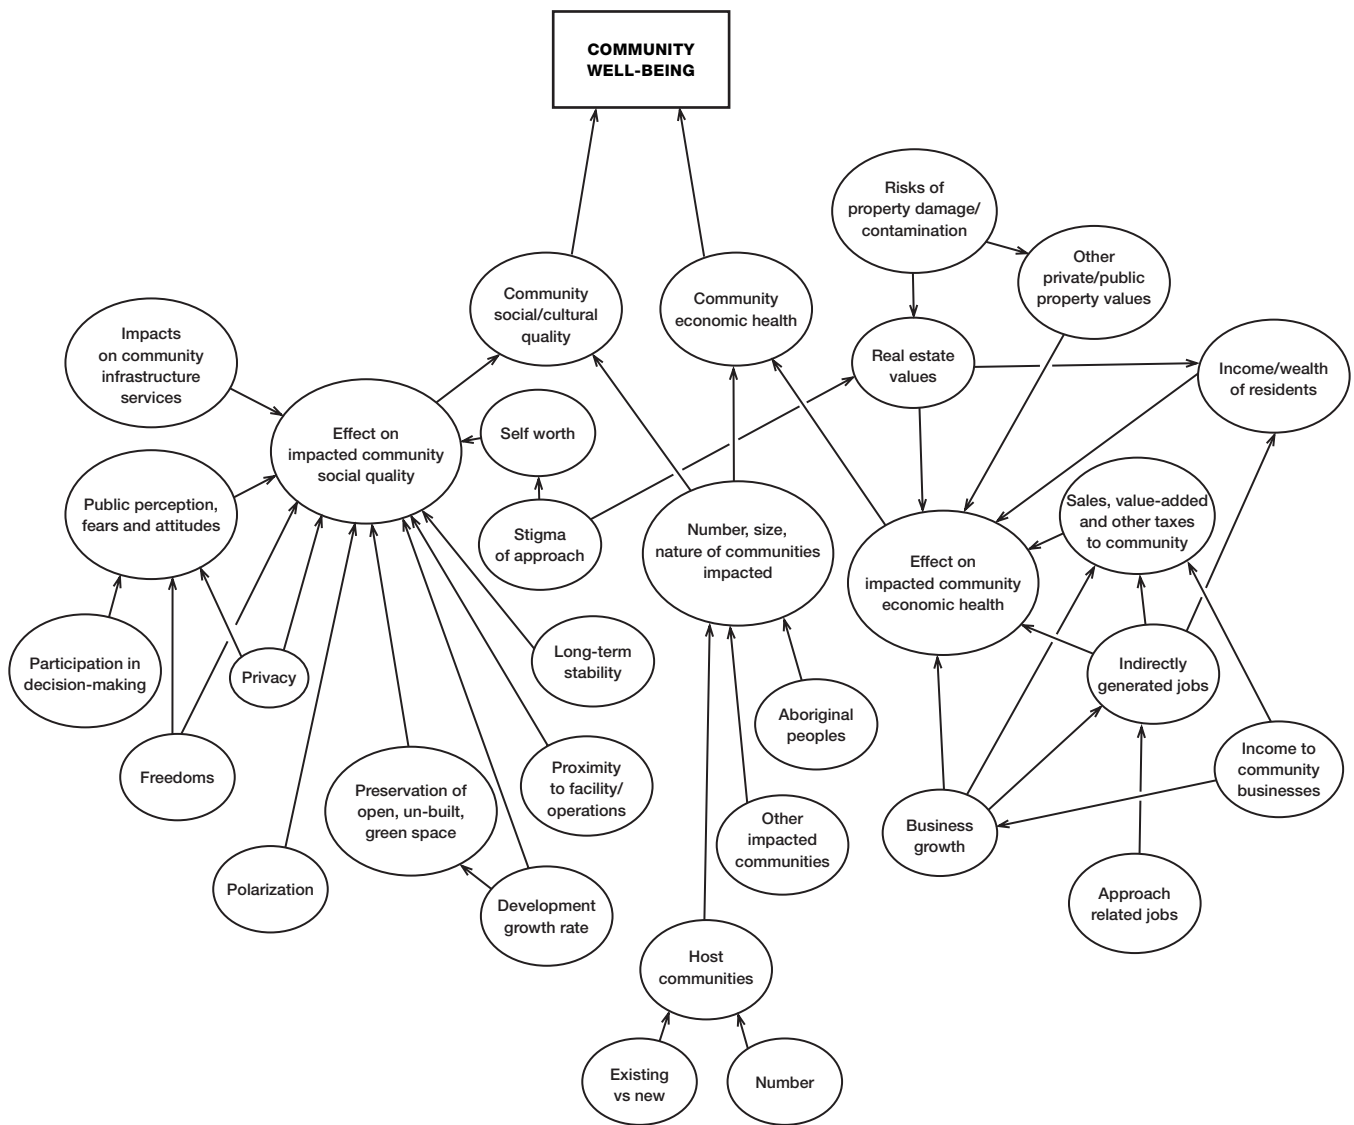 COMMUNITY
WELL-BEING
Risks of
property damage/
contamination
Other
private/public
property values
Community
social/cultural
quality
Community
economic health
Impacts
on community
infrastructure
services
Real estate
values
Income/wealth
of residents
Effect on
impacted community
social quality
Self worth
Public perception,
fears and attitudes
Stigma
of approach
Number, size,
nature of communities
impacted
Sales, value-added
and other taxes
to community
Effect on
impacted community
economic health
Participation in
decision-making
Privacy
Long-term
stability
Indirectly
generated jobs
Aboriginal
peoples
Freedoms
Preservation of
open, un-built,
green space
Proximity
to facility/
operations
Income to
community
businesses
Other
impacted
communities
Business
growth
Polarization
Development
growth rate
Approach
related jobs
Host
communities
Existing
vs new
Number